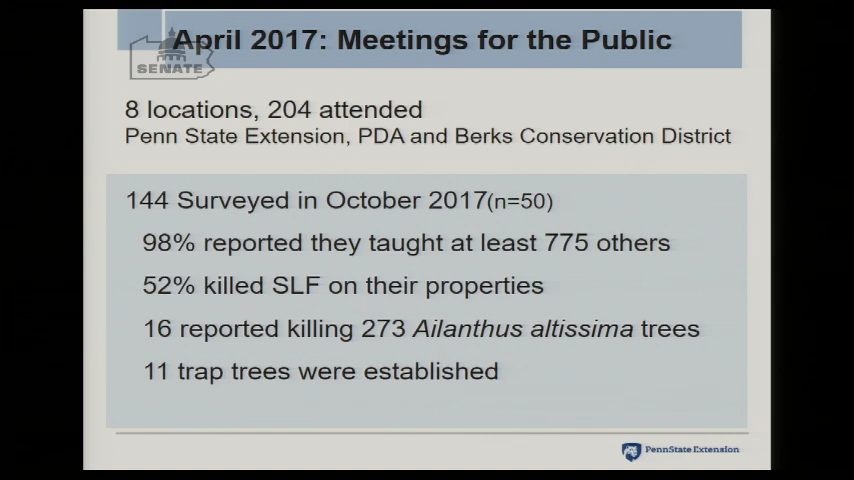 April 2017: Meetings for the Public
SENATE
8 locations, 204 attended
Penn State Extension, PDA and Berks Conservation District
144 Surveyed in October 2017(n=50)
98% reported they taught at least 775 others
52% killed SLF on their properties
16 reported killing 273 Ailanthus altissima trees
11 trap trees were established
PennState Extension